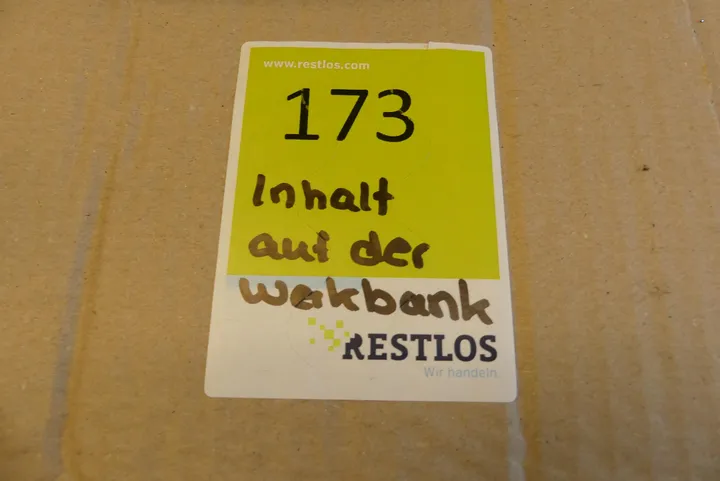 www.restlos.com
173
Inhalt
auf der
Werkbank
RESTLOS
Wir handeln.